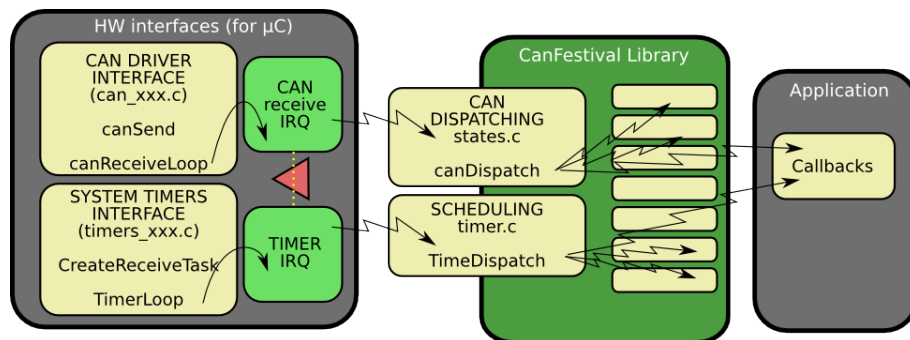 HW interfaces (for µC)
CAN DRIVER
INTERFACE
(can_xxx.c)
canSend
canReceiveLoop
CAN
receive
IRQ
SYSTEM TIMERS
INTERFACE
(timers_xxx.c)
CreateReceiveTask
TimerLoop
TIMER
IRQ
CanFestival Library
CAN
DISPATCHING
states.c
canDispatch
SCHEDULING
timer.c
TimeDispatch
Application
Callbacks